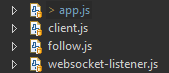 > app.js
client.js
follow.js
websocket-listener.js